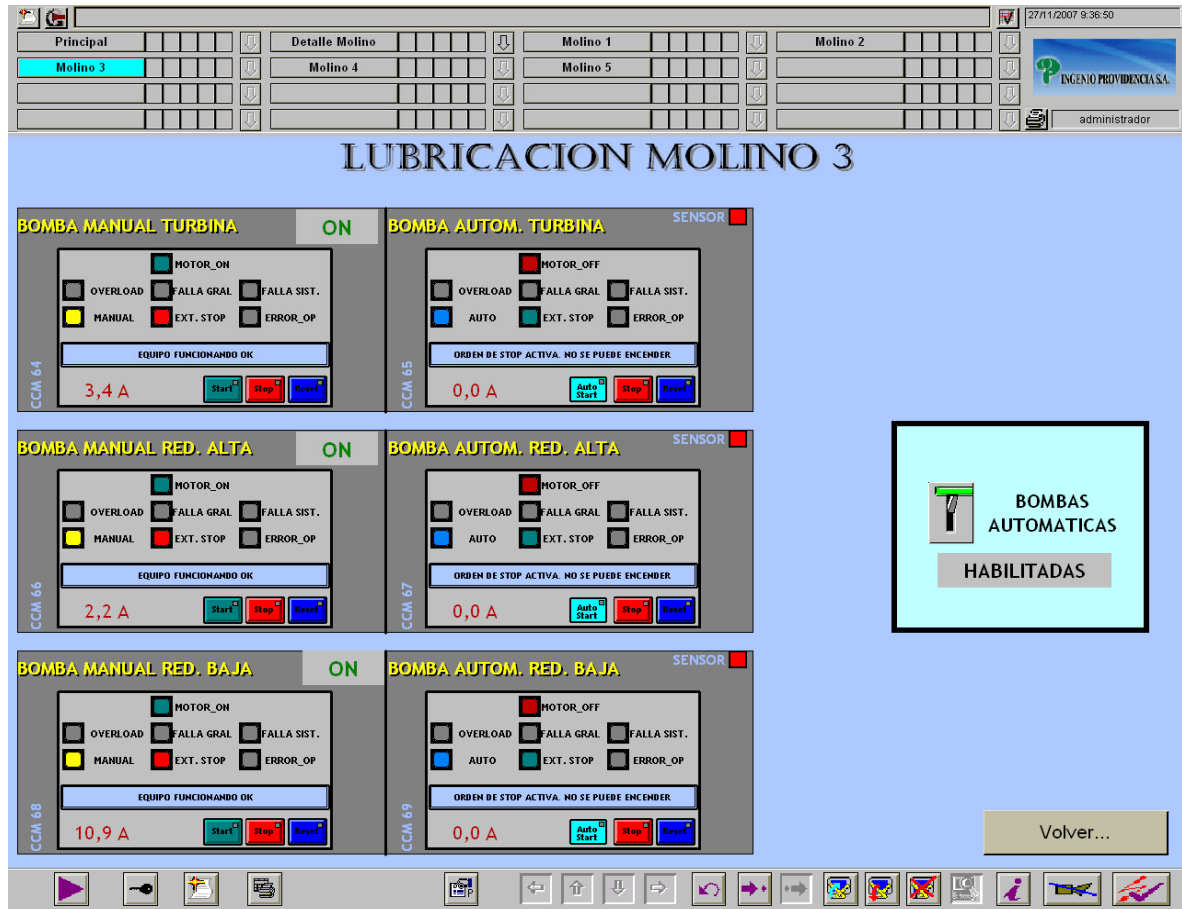 27/11/2007 9:36:50
Principal
Detalle Molino
Molino 1
Molino 2
Molino 3
Molino 4
Molino 5
INGENIO PROVIDENCIA S.A.
administrador
LUBRICACION MOLINO 3
BOMBA MANUAL TURBINA
ON
MOTOR_ON
OVERLOAD FALLA GRAL FALLA SIST.
MANUAL EXT. STOP ERROR_OP
EQUIPO FUNCIONANDO OK
CCM 64
3,4 A
Start Stop Reset
BOMBA AUTOM. TURBINA
SENSOR
MOTOR_OFF
OVERLOAD FALLA GRAL FALLA SIST.
AUTO EXT. STOP ERROR_OP
ORDEN DE STOP ACTIVA. NO SE PUEDE ENCENDER
CCM 65
0,0 A
Auto Start Stop Reset
BOMBA MANUAL RED. ALTA
ON
MOTOR_ON
OVERLOAD FALLA GRAL FALLA SIST.
MANUAL EXT. STOP ERROR_OP
EQUIPO FUNCIONANDO OK
CCM 66
2,2 A
Start Stop Reset
BOMBA AUTOM. RED. ALTA
SENSOR
MOTOR_OFF
OVERLOAD FALLA GRAL FALLA SIST.
AUTO EXT. STOP ERROR_OP
ORDEN DE STOP ACTIVA. NO SE PUEDE ENCENDER
CCM 67
0,0 A
Auto Start Stop Reset
BOMBAS
AUTOMATICAS
HABILITADAS
BOMBA MANUAL RED. BAJA
ON
MOTOR_ON
OVERLOAD FALLA GRAL FALLA SIST.
MANUAL EXT. STOP ERROR_OP
EQUIPO FUNCIONANDO OK
CCM 68
10,9 A
Start Stop Reset
BOMBA AUTOM. RED. BAJA
SENSOR
MOTOR_OFF
OVERLOAD FALLA GRAL FALLA SIST.
AUTO EXT. STOP ERROR_OP
ORDEN DE STOP ACTIVA. NO SE PUEDE ENCENDER
CCM 69
0,0 A
Auto Start Stop Reset
Volver...